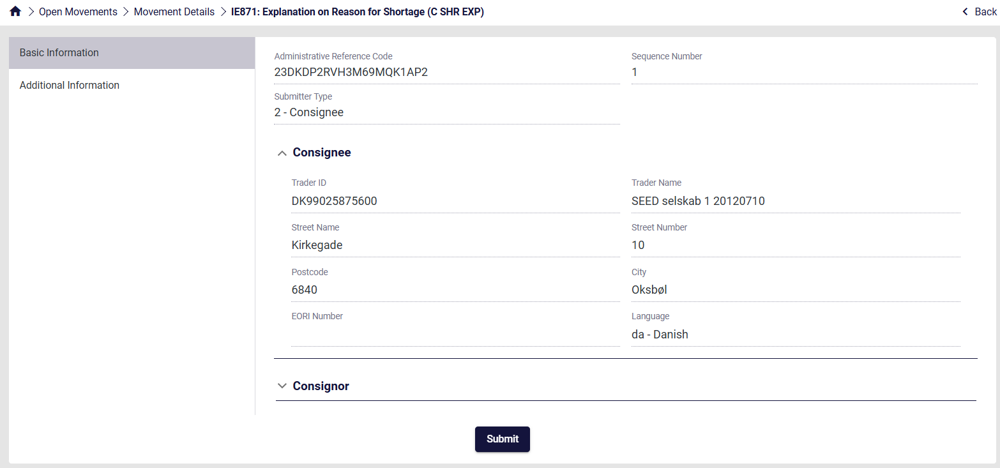 Open Movements > Movement Details > IE871: Explanation on Reason for Shortage (C SHR EXP)
Back
Basic Information
Additional Information
Administrative Reference Code
23DKDP2RVH3M69MQK1AP2
Sequence Number
1
Submitter Type
2 - Consignee
Consignee
Trader ID
DK99025875600
Trader Name
SEED selskab 1 20120710
Street Name
Kirkegade
Street Number
10
Postcode
6840
City
Oksbøl
EORI Number
Language
da - Danish
Consignor
Submit